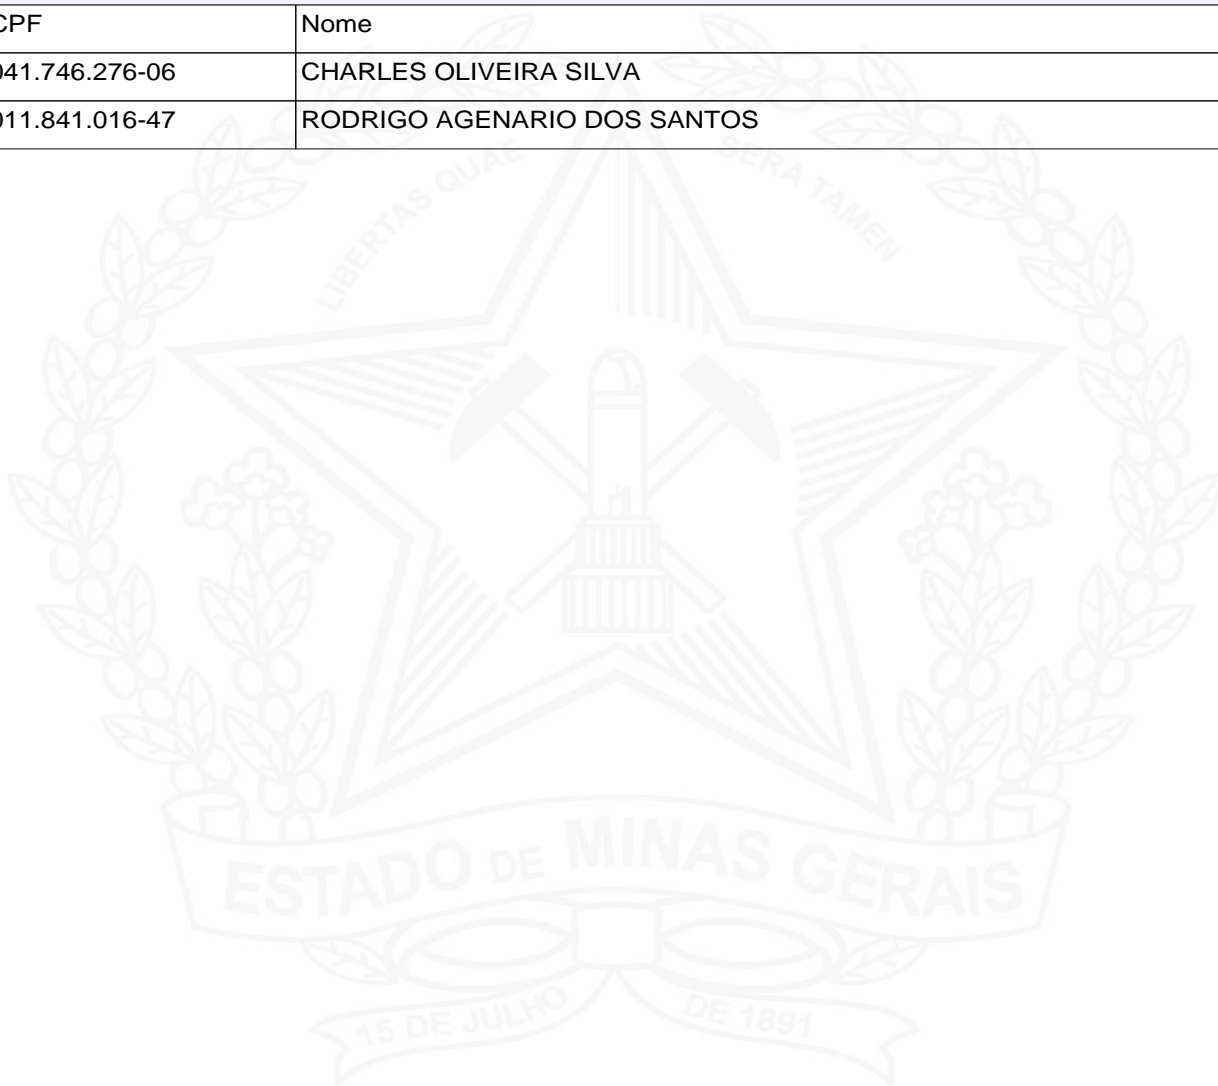 CPF Nome
041.746.276-06 CHARLES OLIVEIRA SILVA
011.841.016-47 RODRIGO AGENARIO DOS SANTOS
LIBERTAS QUAE SERA TAMEN
ESTADO DE MINAS GERAIS
15 DE JULHO DE 1891